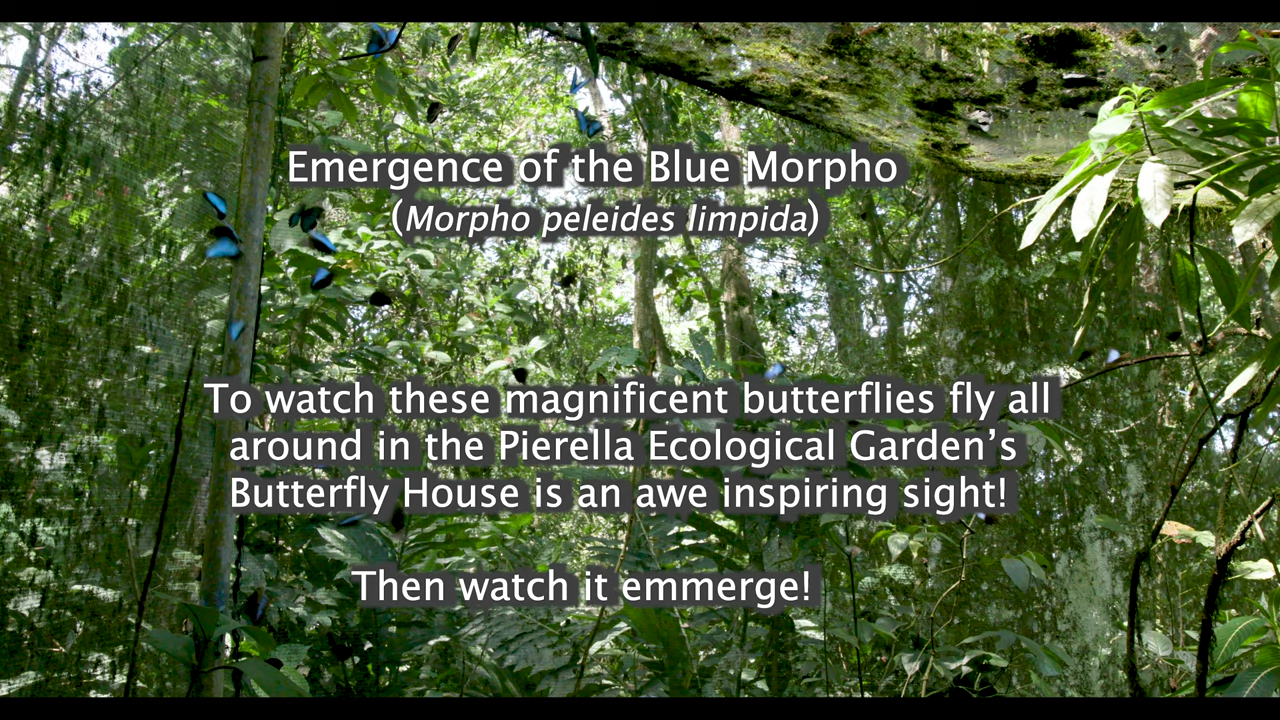 Emergence of the Blue Morpho
(Morpho peleides limpida)
To watch these magnificent butterflies fly all
around in the Pierella Ecological Garden’s
Butterfly House is an awe inspiring sight!
Then watch it emmerge!